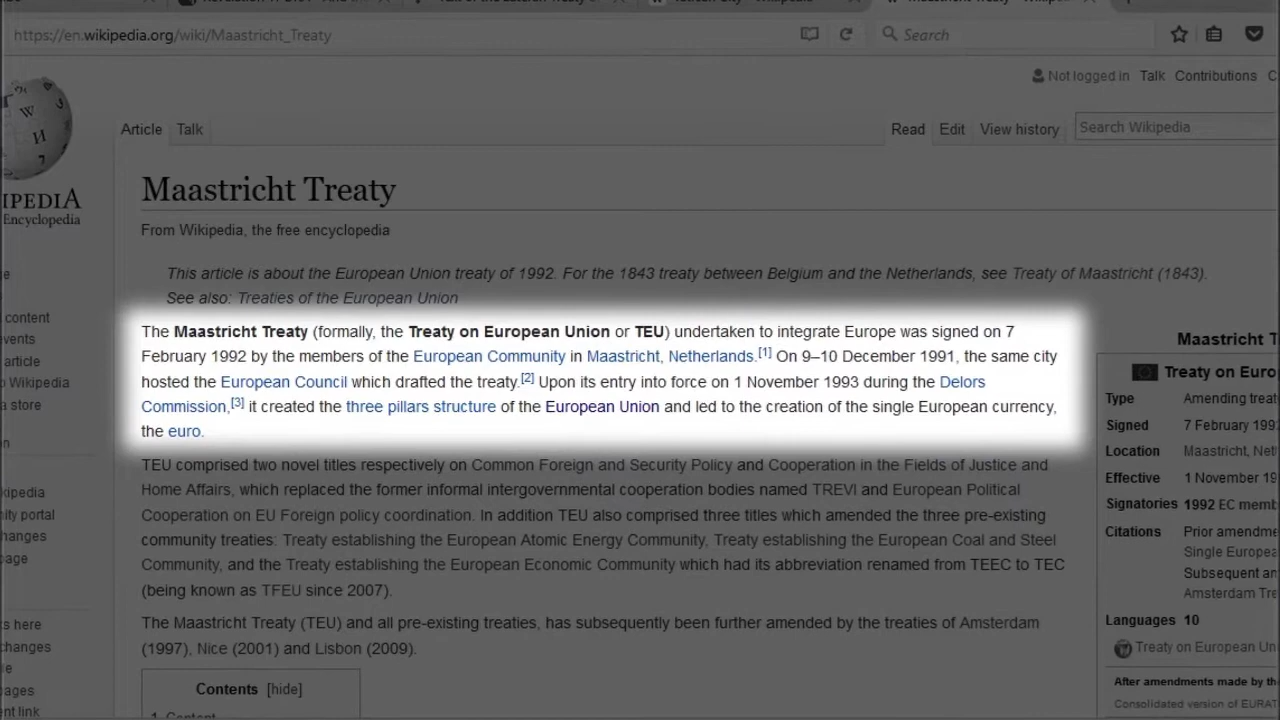 https://en.wikipedia.org/wiki/Maastricht_Treaty
Search
Not logged in Talk Contributions
Article Talk
Read Edit View history
Search Wikipedia
Maastricht Treaty
IPEDIA
Encyclopedia
From Wikipedia, the free encyclopedia
This article is about the European Union treaty of 1992. For the 1843 treaty between Belgium and the Netherlands, see Treaty of Maastricht (1843).
See also: Treaties of the European Union
The Maastricht Treaty (formally, the Treaty on European Union or TEU) undertaken to integrate Europe was signed on 7
February 1992 by the members of the European Community in Maastricht, Netherlands.[1] On 9–10 December 1991, the same city
hosted the European Council which drafted the treaty.[2] Upon its entry into force on 1 November 1993 during the Delors
Commission,[3] it created the three pillars structure of the European Union and led to the creation of the single European currency,
the euro.
TEU comprised two novel titles respectively on Common Foreign and Security Policy and Cooperation in the Fields of Justice and
Home Affairs, which replaced the former informal intergovernmental cooperation bodies named TREVI and European Political
Cooperation on EU Foreign policy coordination. In addition TEU also comprised three titles which amended the three pre-existing
community treaties: Treaty establishing the European Atomic Energy Community, Treaty establishing the European Coal and Steel
Community, and the Treaty establishing the European Economic Community which had its abbreviation renamed from TEEC to TEC
(being known as TFEU since 2007).
The Maastricht Treaty (TEU) and all pre-existing treaties, has subsequently been further amended by the treaties of Amsterdam
(1997), Nice (2001) and Lisbon (2009).
Contents [hide]
1 Content
content
article
Wikipedia
a store
kipedia
ity portal
hanges
page
s here
changes
pages
nt link
Maastricht T
Treaty on Euro
Type Amending treat
Signed 7 February 199
Location Maastricht, Net
Effective 1 November 19
Signatories 1992 EC memb
Citations Prior amendme
Single Europea
Subsequent an
Amsterdam Tre
Languages 10
Treaty on European Un
After amendments made by the
Consolidated version of EURAT